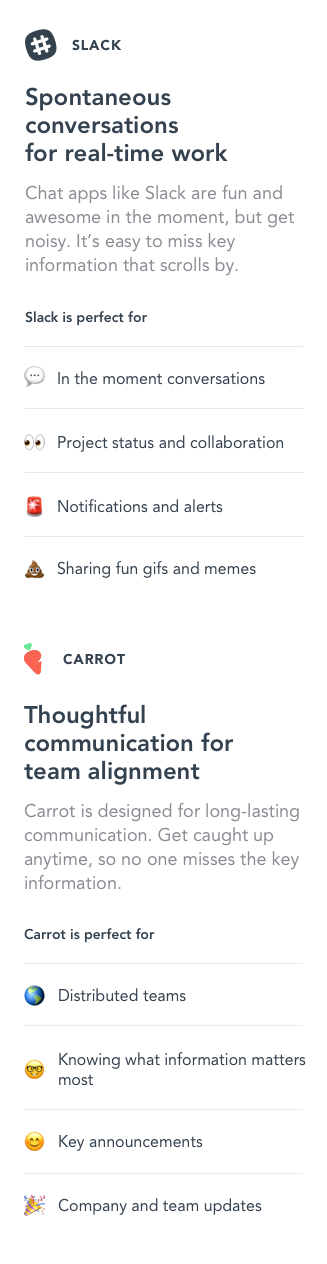 SLACK
Spontaneous
conversations
for real-time work
Chat apps like Slack are fun and
awesome in the moment, but get
noisy. It’s easy to miss key
information that scrolls by.
Slack is perfect for
In the moment conversations
Project status and collaboration
Notifications and alerts
Sharing fun gifs and memes
CARROT
Thoughtful
communication for
team alignment
Carrot is designed for long-lasting
communication. Get caught up
anytime, so no one misses the key
information.
Carrot is perfect for
Distributed teams
Knowing what information matters
most
Key announcements
Company and team updates